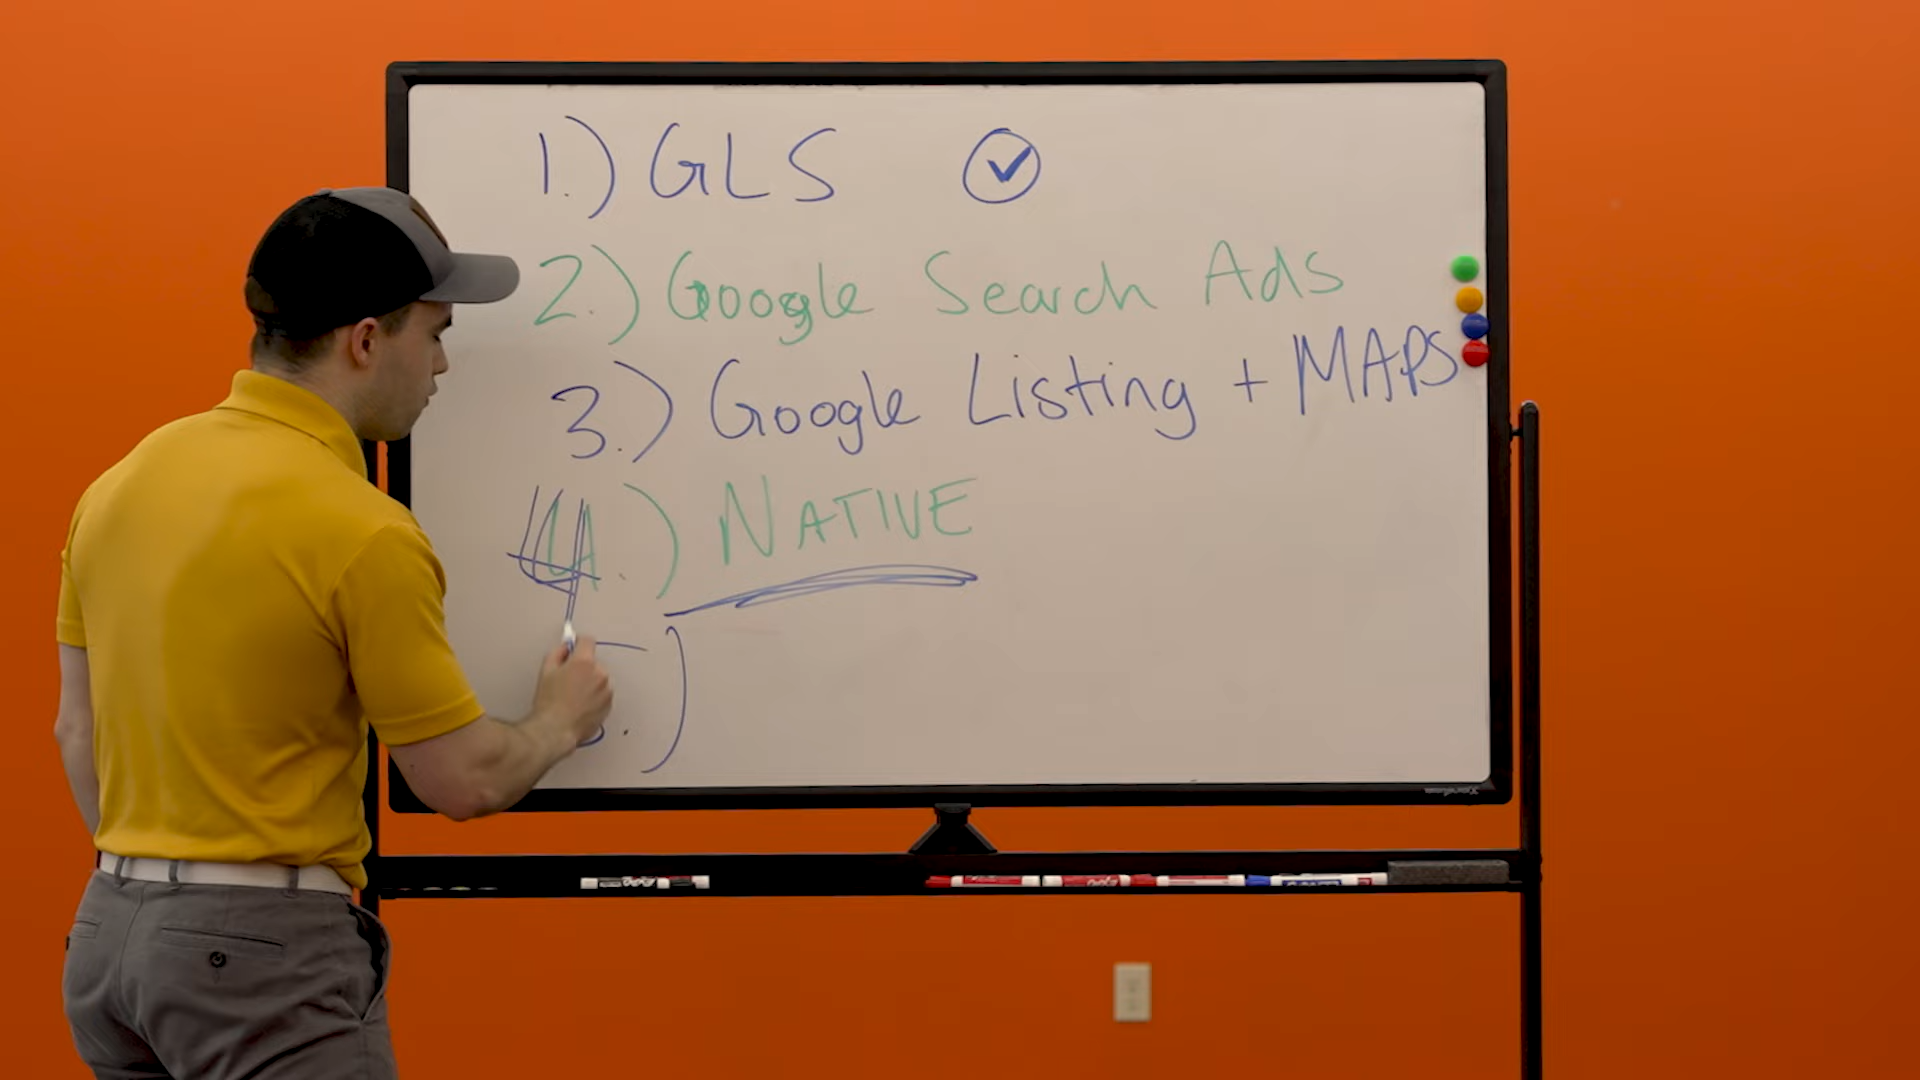 1.) GLS
2.) Google Search Ads
3.) Google Listing + MAPS
4.) NATIVE
5.)